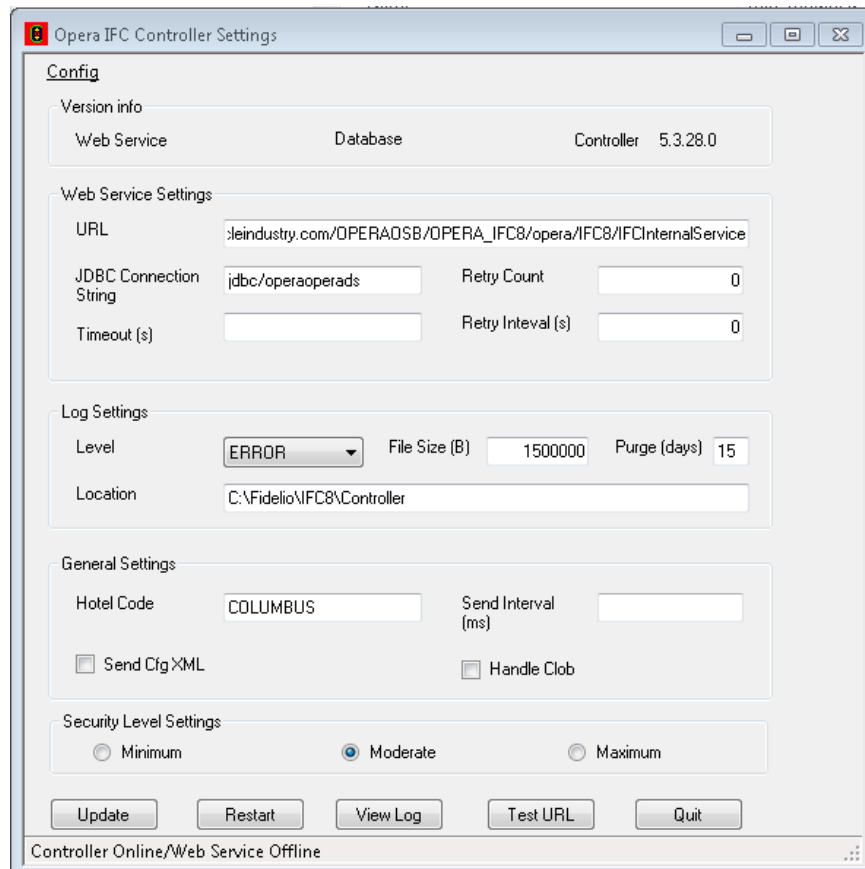 Opera IFC Controller Settings
Config
Version info
Web Service Database Controller 5.3.28.0
Web Service Settings
URL :leindustry.com/OPERAOSB/OPERA_IFC8/opera/IFC8/IFCInternalService
JDBC Connection String jdbc/operaoperads Retry Count 0
Timeout (s) Retry Inteval (s) 0
Log Settings
Level ERROR File Size (B) 1500000 Purge (days) 15
Location C:\Fidelio\IFC8\Controller
General Settings
Hotel Code COLUMBUS Send Interval (ms)
Send Cfg XML Handle Clob
Security Level Settings
Minimum Moderate Maximum
Update Restart View Log Test URL Quit
Controller Online/Web Service Offline